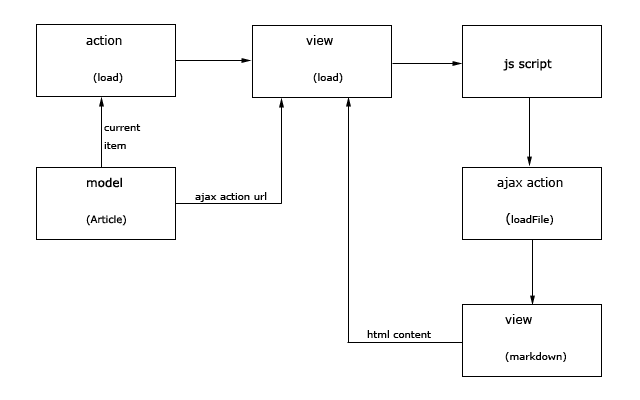 action
(load)
view
(load)
js script
current
item
model
(Article)
ajax action url
ajax action
(loadFile)
html content
view
(markdown)